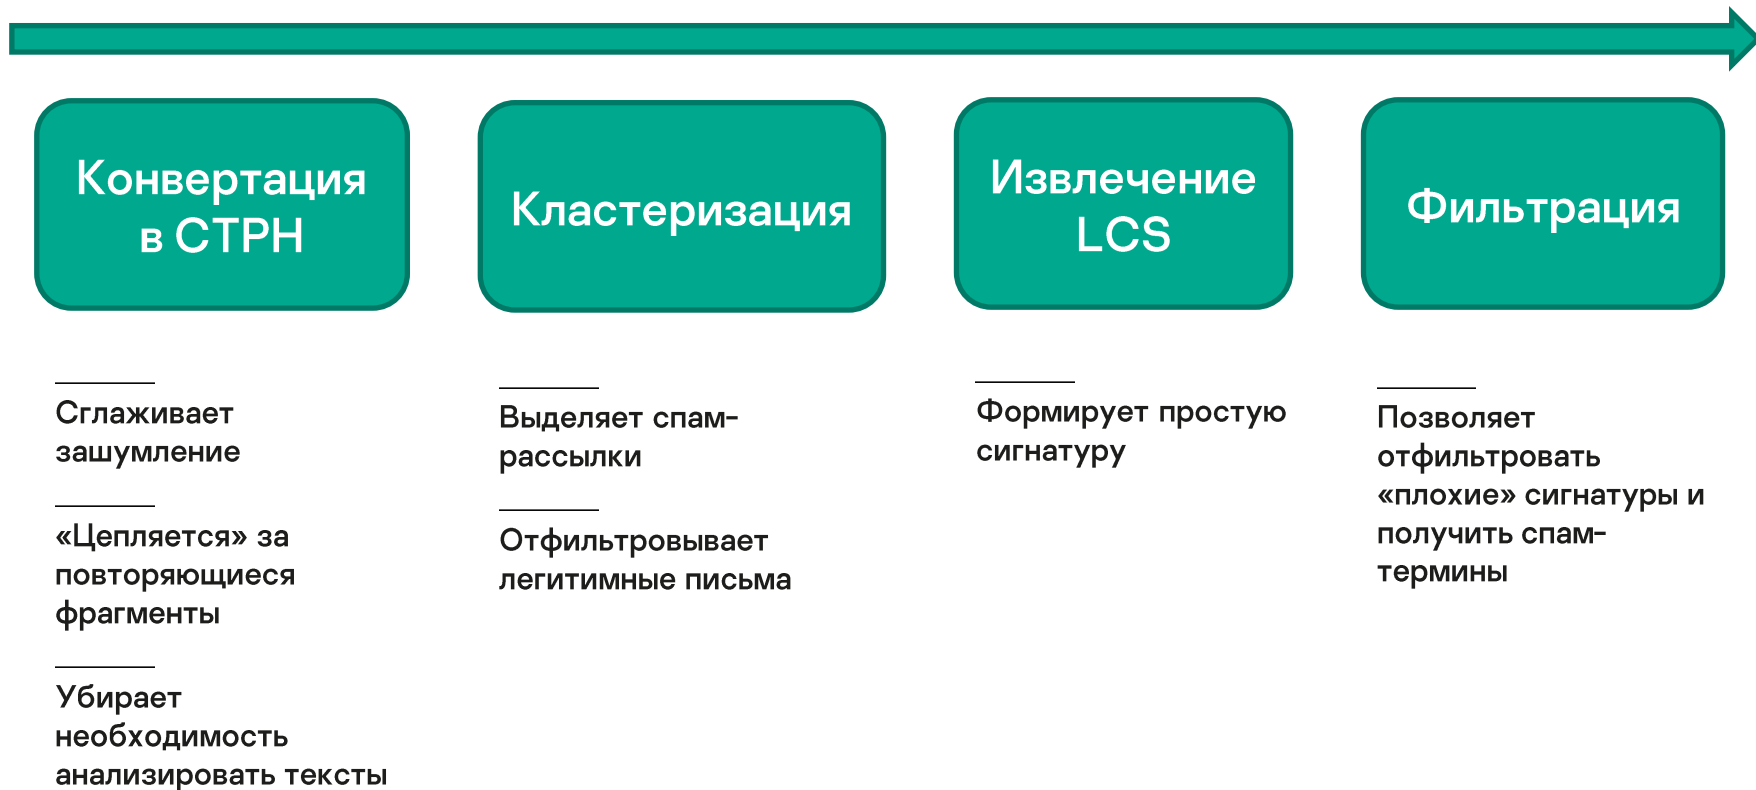 Конвертация
в CTPH
Кластеризация
Извлечение
LCS
Фильтрация
Сглаживает
зашумление
«Цепляется» за
повторяющиеся
фрагменты
Убирает
необходимость
анализировать тексты
Выделяет спам-
рассылки
Отфильтровывает
легитимные письма
Формирует простую
сигнатуру
Позволяет
отфильтровать
«плохие» сигнатуры и
получить спам-
термины